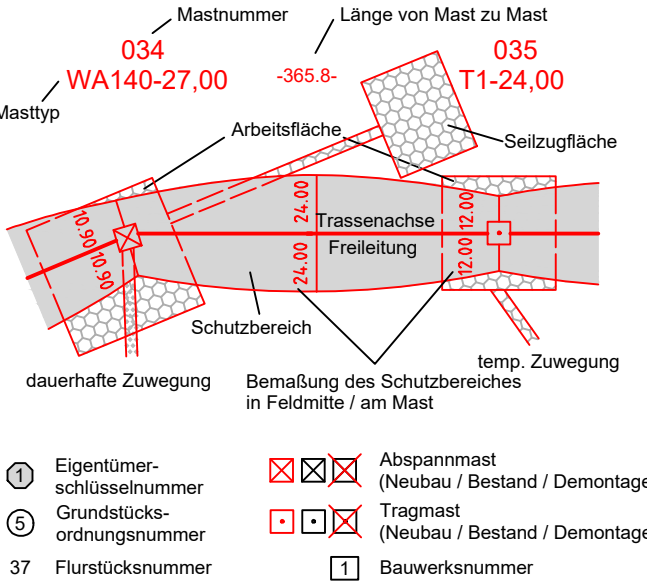 Mastnummer
Länge von Mast zu Mast
034
035
WA140-27,00
-365.8-
T1-24,00
Masttyp
Arbeitsfläche
Seilzugfläche
10.90
10.90
24.00
24.00
12.00
12.00
Trassenachse
Freileitung
Schutzbereich
dauerhafte Zuwegung
temp. Zuwegung
Bemaßung des Schutzbereiches
in Feldmitte / am Mast
1
Eigentümer-
schlüsselnummer
5
Grundstücks-
ordnungsnummer
37 Flurstücksnummer
Abspannmast
(Neubau / Bestand / Demontage
Tragmast
(Neubau / Bestand / Demontage
1 Bauwerksnummer